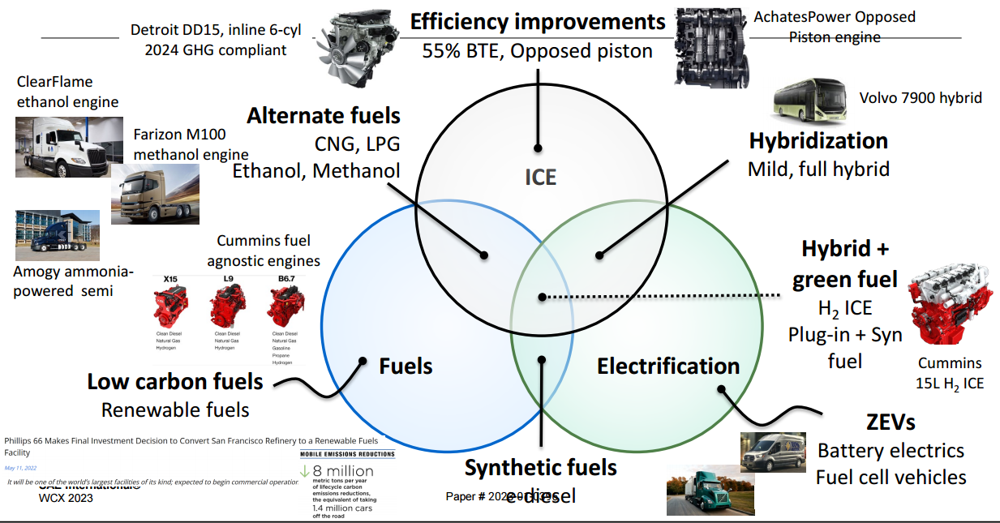 Efficiency improvements
55% BTE, Opposed piston
Detroit DD15, inline 6-cyl
2024 GHG compliant
AchatesPower Opposed
Piston engine
ClearFlame
ethanol engine
Farizon M100
methanol engine
Alternate fuels
CNG, LPG
Ethanol, Methanol
Volvo 7900 hybrid
Hybridization
Mild, full hybrid
ICE
Amogy ammonia-
powered semi
Cummins fuel
agnostic engines
X15
Clean Diesel
Natural Gas
Hydrogen
L9
Clean Diesel
Natural Gas
Hydrogen
B6.7
Clean Diesel
Natural Gas
Gasoline
Propane
Hydrogen
Hybrid +
green fuel
H₂ ICE
Plug-in + Syn
fuel
Cummins
15L H₂ ICE
Fuels
Electrification
Low carbon fuels
Renewable fuels
ZEVs
Battery electrics
Fuel cell vehicles
Synthetic fuels
e-diesel
Phillips 66 Makes Final Investment Decision to Convert San Francisco Refinery to a Renewable Fuels
Facility
May 11, 2022
It will be one of the world's largest facilities of its kind; expected to begin commercial operation
MOBILE EMISSIONS REDUCTIONS
8 million
metric tons per year
of lifecycle carbon
emissions reductions,
the equivalent of taking
1.4 million cars
off the road
SAE International®
WCX 2023
Paper #